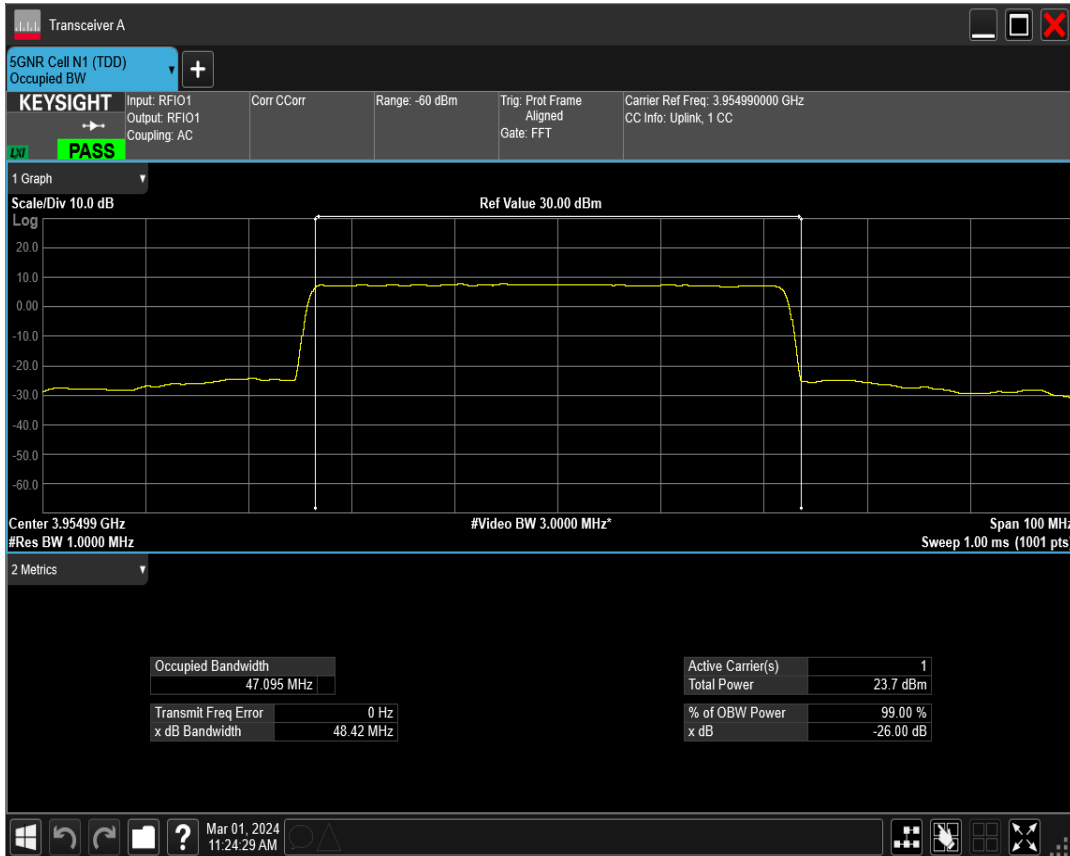 Transceiver A
5GNR Cell N1 (TDD)
Occupied BW
+
KEYSIGHT
LXI
PASS
Input: RFIO1
Output: RFIO1
Coupling: AC
Corr CCorr
Range: -60 dBm
Trig: Prot Frame
Aligned
Gate: FFT
Carrier Ref Freq: 3.954990000 GHz
CC Info: Uplink, 1 CC
1 Graph
Scale/Div 10.0 dB
Ref Value 30.00 dBm
Log
20.0
10.0
0.00
-10.0
-20.0
-30.0
-40.0
-50.0
-60.0
Center 3.95499 GHz
#Video BW 3.0000 MHz*
Span 100 MHz
#Res BW 1.0000 MHz
Sweep 1.00 ms (1001 pts)
2 Metrics
Occupied Bandwidth
47.095 MHz
Transmit Freq Error 0 Hz
x dB Bandwidth 48.42 MHz
Active Carrier(s) 1
Total Power 23.7 dBm
% of OBW Power 99.00 %
x dB -26.00 dB
?
Mar 01, 2024
11:24:29 AM